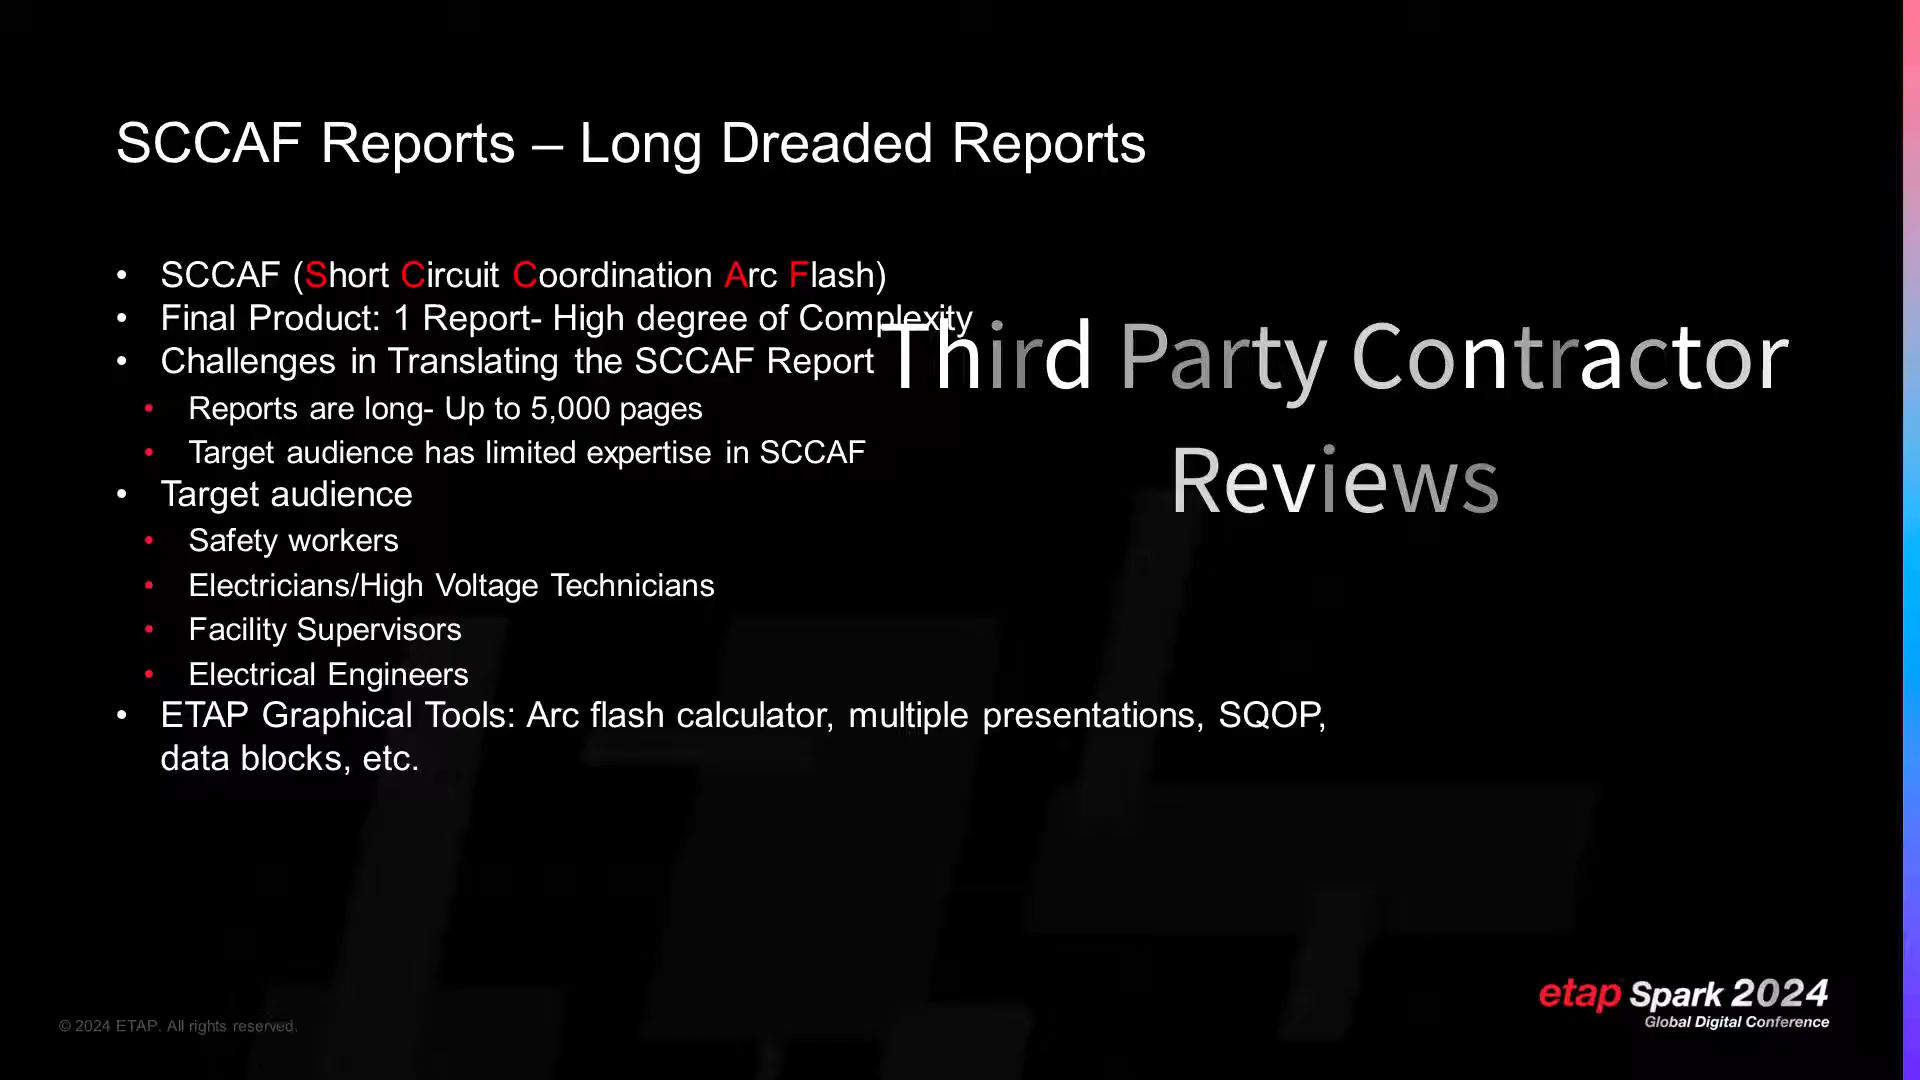 SCCAF Reports – Long Dreaded Reports
• SCCAF (Short Circuit Coordination Arc Flash)
• Final Product: 1 Report- High degree of Complexity
• Challenges in Translating the SCCAF Report
• Reports are long- Up to 5,000 pages
• Target audience has limited expertise in SCCAF
• Target audience
• Safety workers
• Electricians/High Voltage Technicians
• Facility Supervisors
• Electrical Engineers
• ETAP Graphical Tools: Arc flash calculator, multiple presentations, SQOP,
data blocks, etc.
Third Party Contractor
Reviews
© 2024 ETAP. All rights reserved.
etap Spark 2024
Global Digital Conference